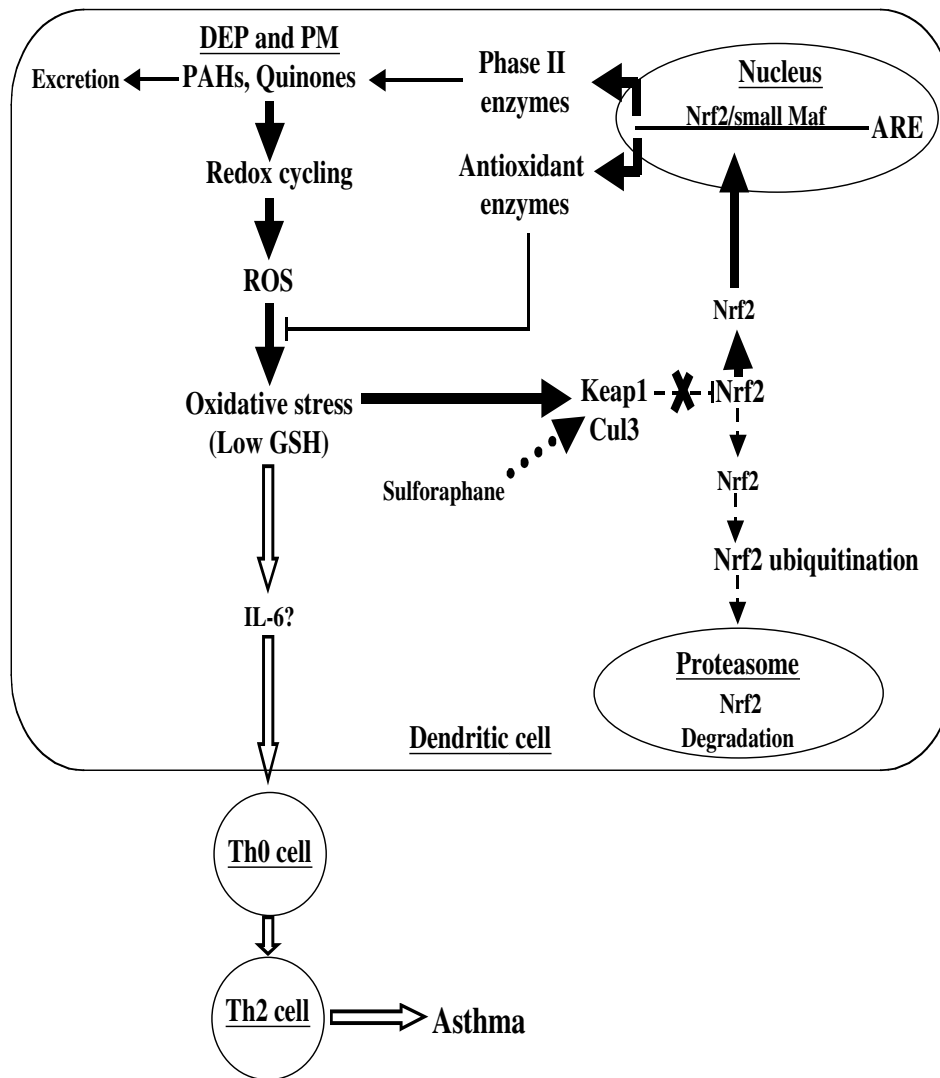 DEP and PM
Excretion
PAHs, Quinones
Phase II
enzymes
Nucleus
Nrf2/small Maf
ARE
Redox cycling
Antioxidant
enzymes
ROS
Nrf2
Oxidative stress
(Low GSH)
Keap1
Cul3
Nrf2
Sulforaphane
Nrf2
Nrf2 ubiquitination
IL-6?
Proteasome
Nrf2
Degradation
Dendritic cell
Th0 cell
Th2 cell
Asthma